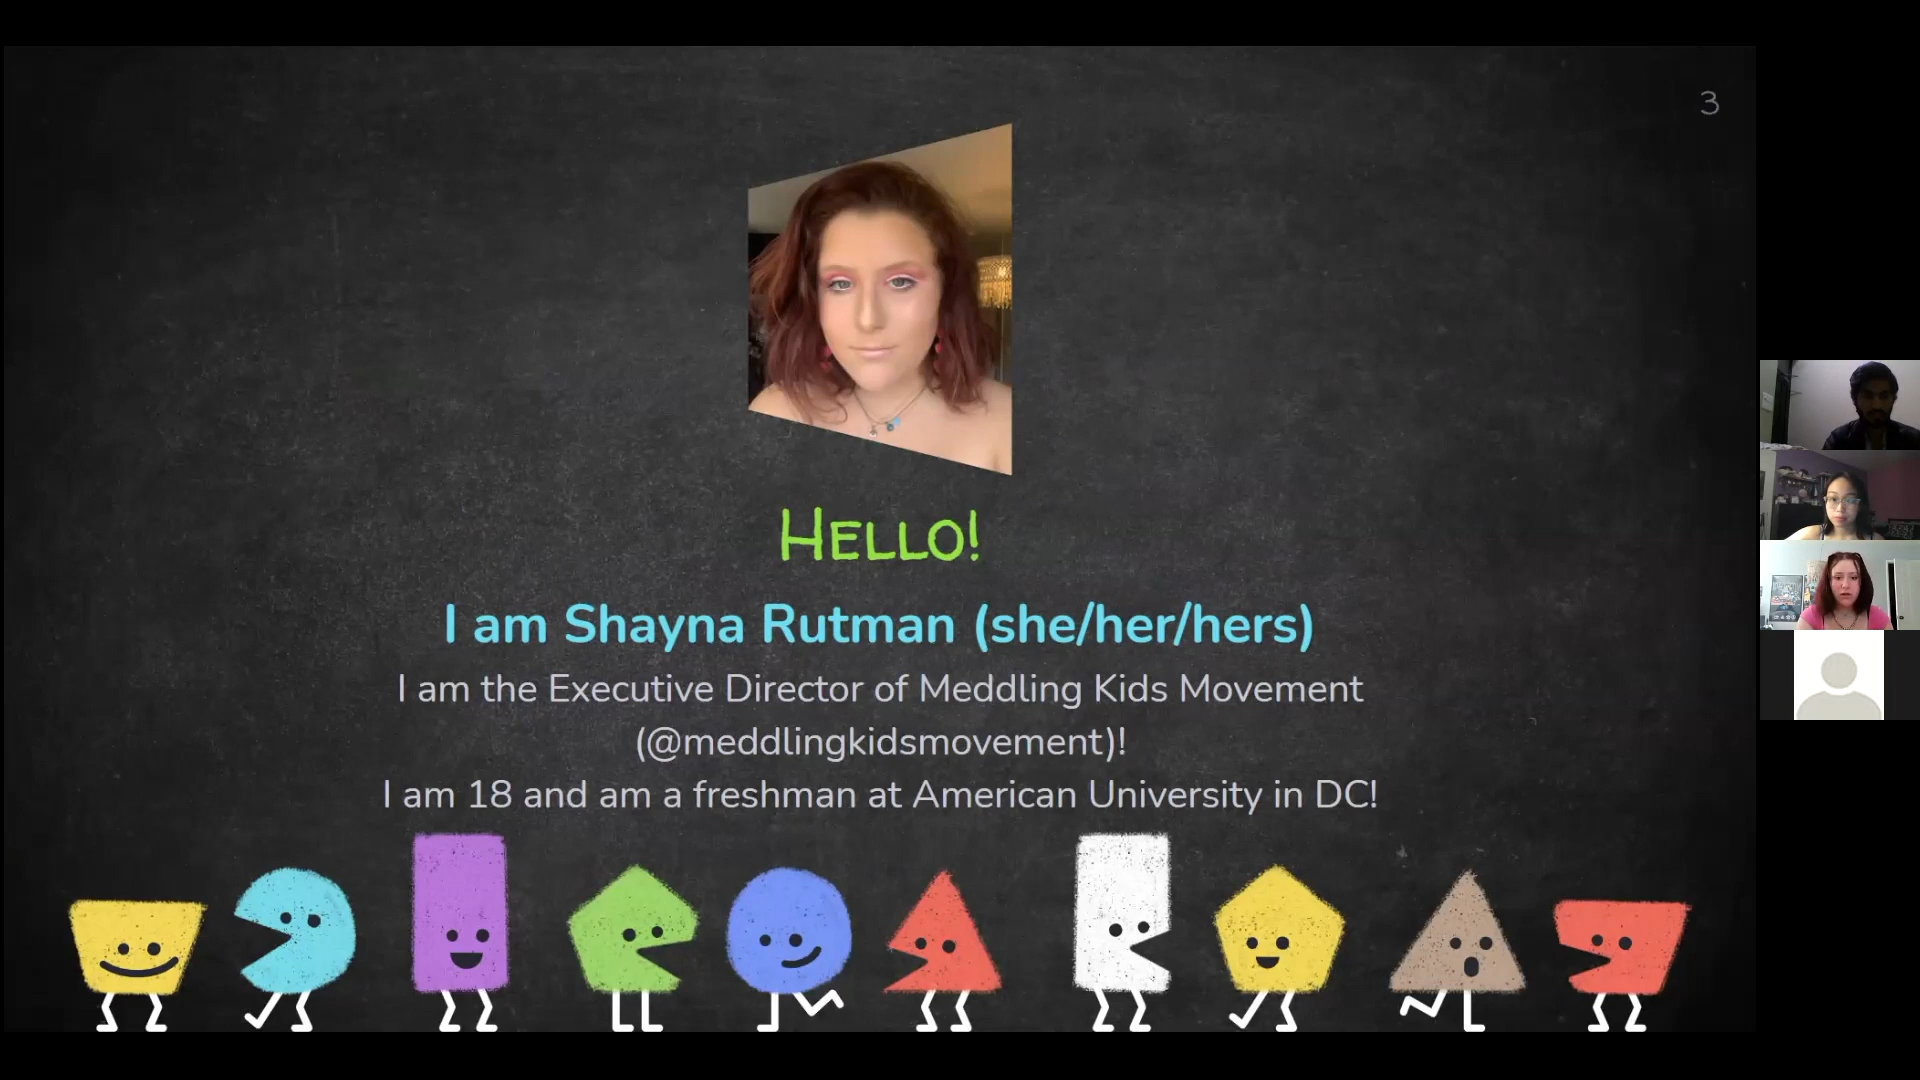 3
HELLO!
I am Shayna Rutman (she/her/hers)
I am the Executive Director of Meddling Kids Movement
(@meddlingkidsmovement)!
I am 18 and am a freshman at American University in DC!